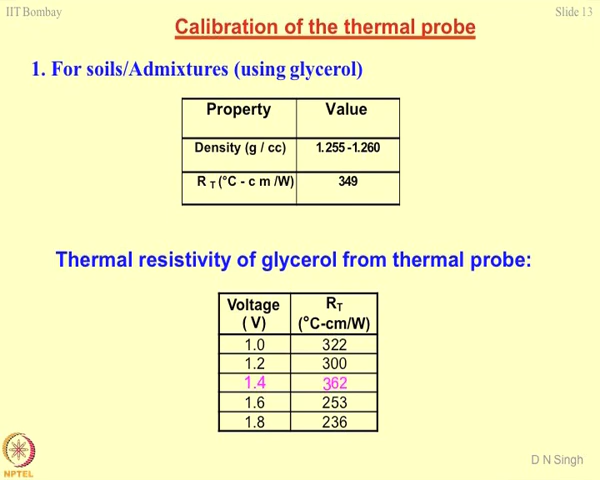 IIT Bombay
Slide 13
Calibration of the thermal probe
1. For soils/Admixtures (using glycerol)
Property Value
Density (g / cc) 1.255 -1.260
R T (°C - c m /W) 349
Thermal resistivity of glycerol from thermal probe:
Voltage RT
( V) (°C-cm/W)
1.0 322
1.2 300
1.4 362
1.6 253
1.8 236
NPTEL
D N Singh